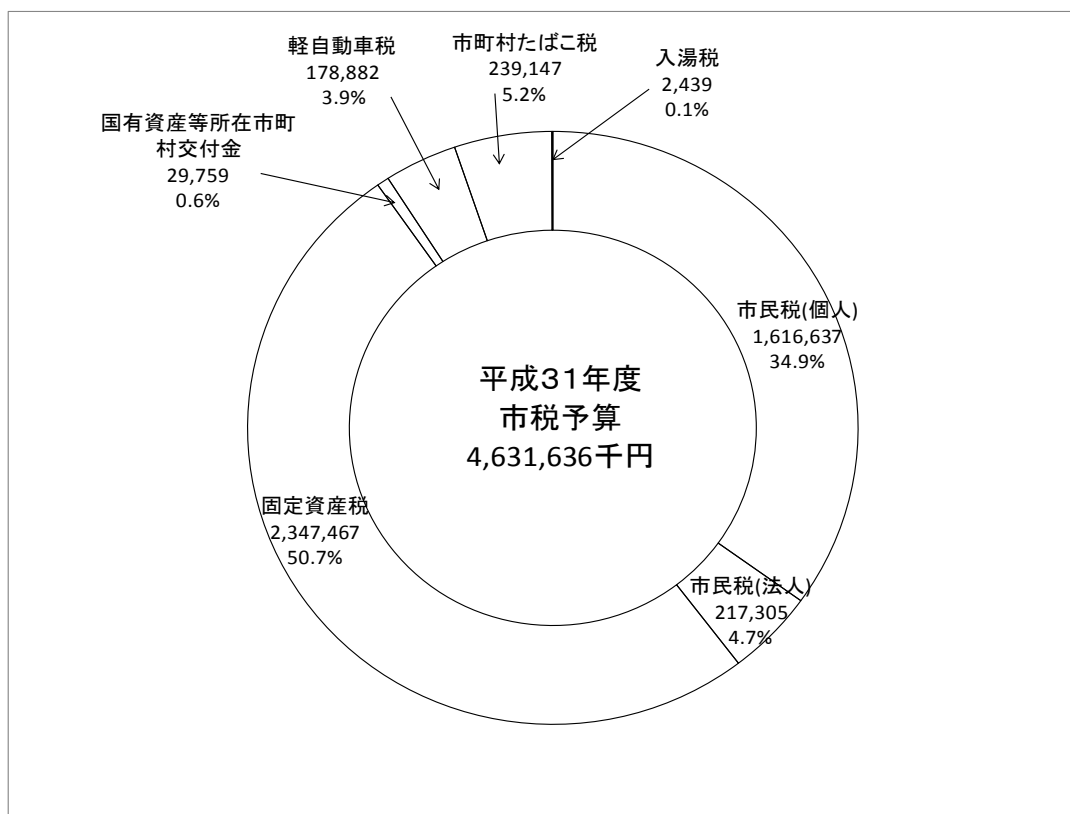 軽自動車税
178,882
3.9%
市町村たばこ税
239,147
5.2%
入湯税
2,439
0.1%
国有資産等所在市町
村交付金
29,759
0.6%
市民税(個人)
1,616,637
34.9%
平成３１年度
市税予算
4,631,636千円
固定資産税
2,347,467
50.7%
市民税(法人)
217,305
4.7%